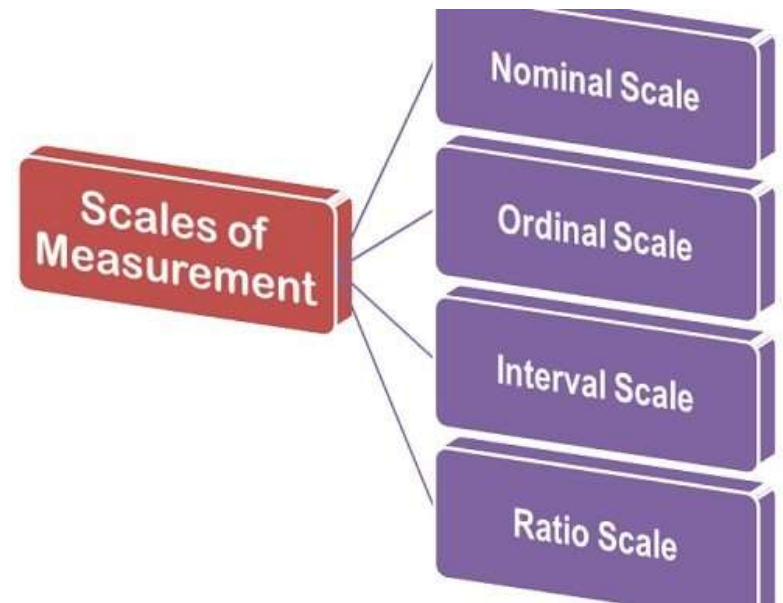 Scales of
Measurement
Nominal Scale
Ordinal Scale
Interval Scale
Ratio Scale